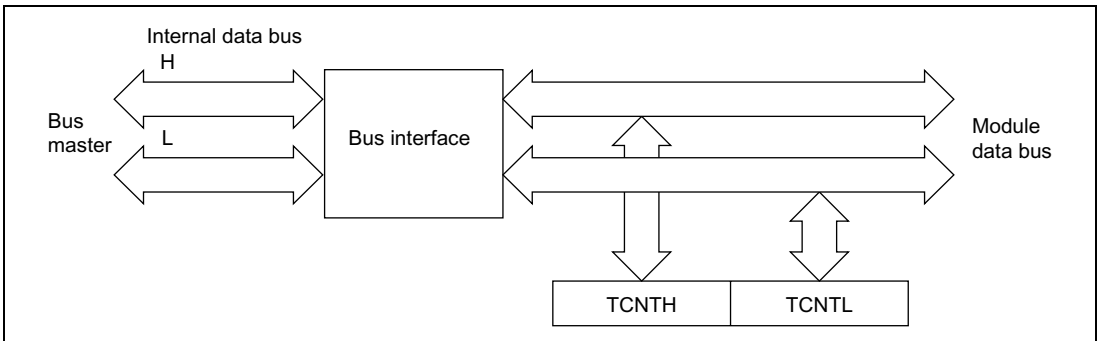 Internal data bus
H
Bus
master
L
Bus interface
Module
data bus
TCNTH
TCNTL